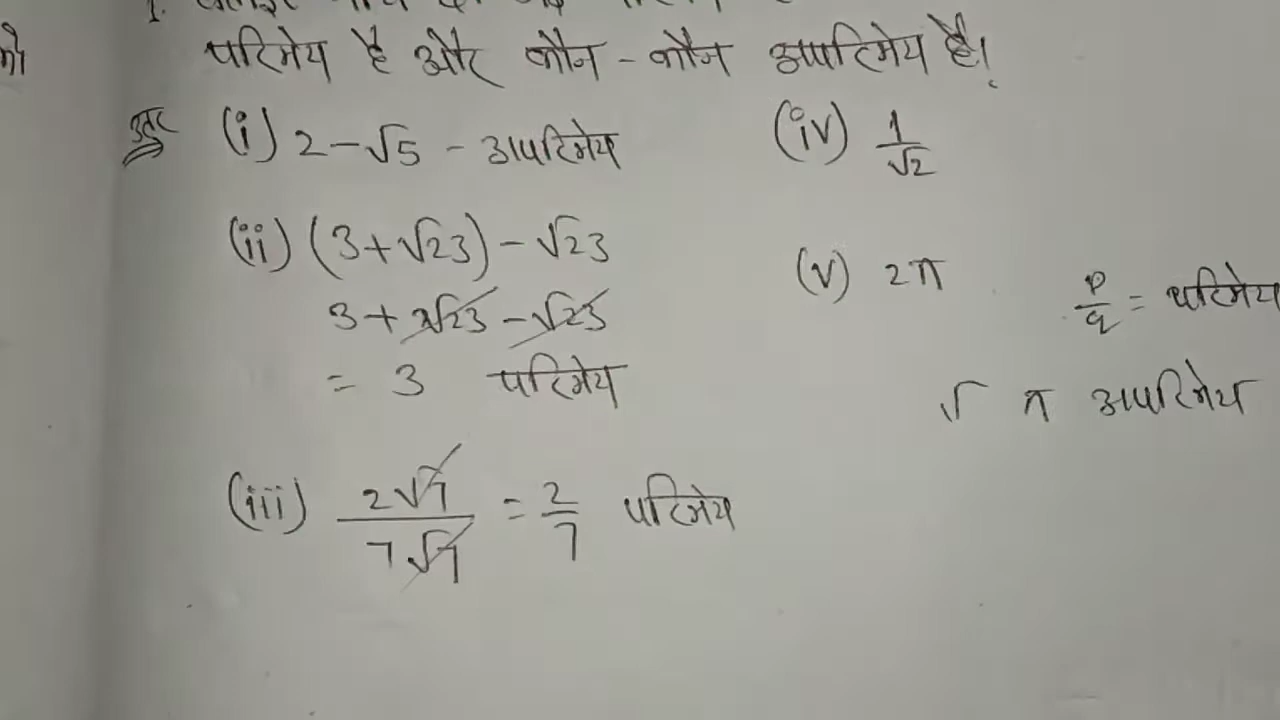 परिमेय है और कौन - कौन अपरिमेय है।
उत्तर (i) 2 - √5 - अपरिमेय
(ii) (3 + √23) - √23
3 + √23 - √23
= 3 परिमेय
(iii) 2√7 / 7√7 = 2/7 परिमेय
(iv) 1/√2
(v) 2π
p/q = परिमेय
√ π अपरिमेय